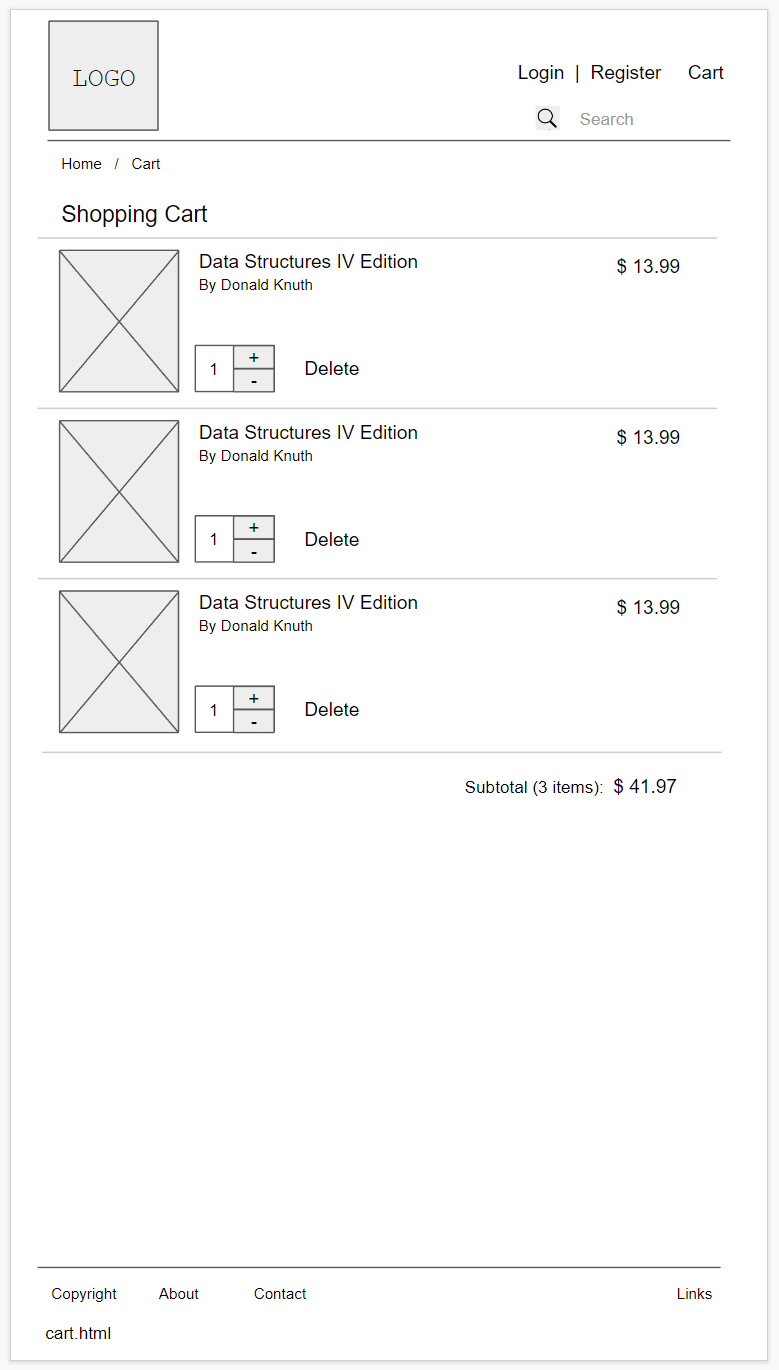 LOGO
Login | Register Cart
Search
Home / Cart
Shopping Cart
Data Structures IV Edition
$ 13.99
By Donald Knuth
+
1
Delete
-
Data Structures IV Edition
$ 13.99
By Donald Knuth
+
1
Delete
-
Data Structures IV Edition
$ 13.99
By Donald Knuth
+
1
Delete
-
Subtotal (3 items): $ 41.97
Copyright About Contact Links
cart.html